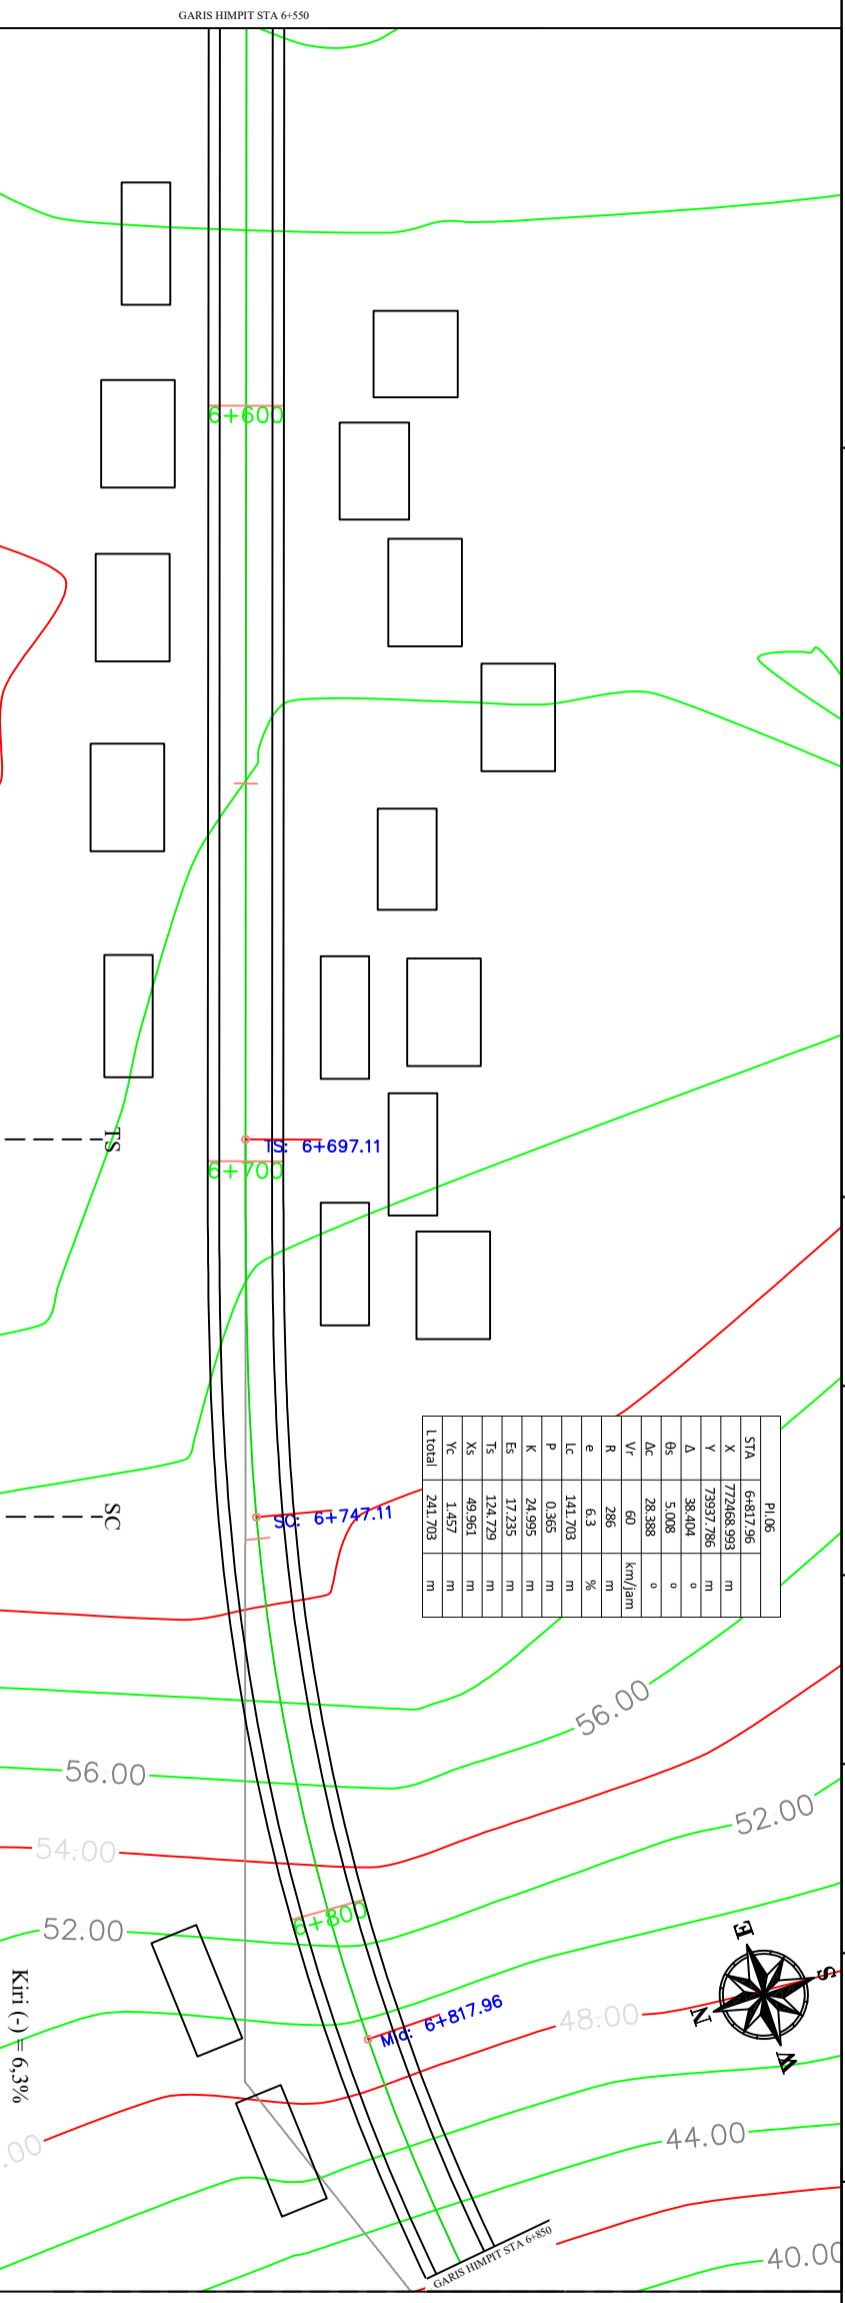 GARIS HIMPIT STA 6+550
6+600
TS
TS: 6+697.11
6+700
PI.06
STA 6+817.96
X 772468.993 m
Y 73937.786 m
Δ 38.404 °
θs 5.008 °
Δc 28.388 °
Vr 60 km/jam
R 286 m
e 6.3 %
Lc 141.703 m
P 0.365 m
K 24.995 m
Es 17.235 m
Ts 124.729 m
Xs 49.961 m
Yc 1.457 m
L total 241.703 m
SC
SC: 6+747.11
56.00
56.00
52.00
54.00
6+800
52.00
E
S
N
W
Kiri (-) = 6,3%
Mid: 6+817.96
48.00
44.00
.00
GARIS HIMPIT STA 6+850
40.00